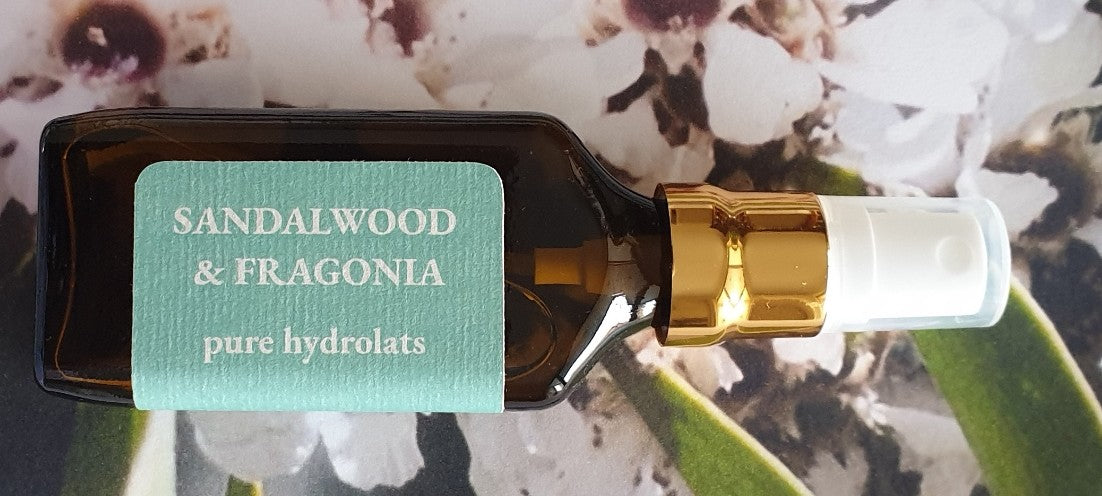 SANDALWOOD
& FRAGONIA
pure hydrolats